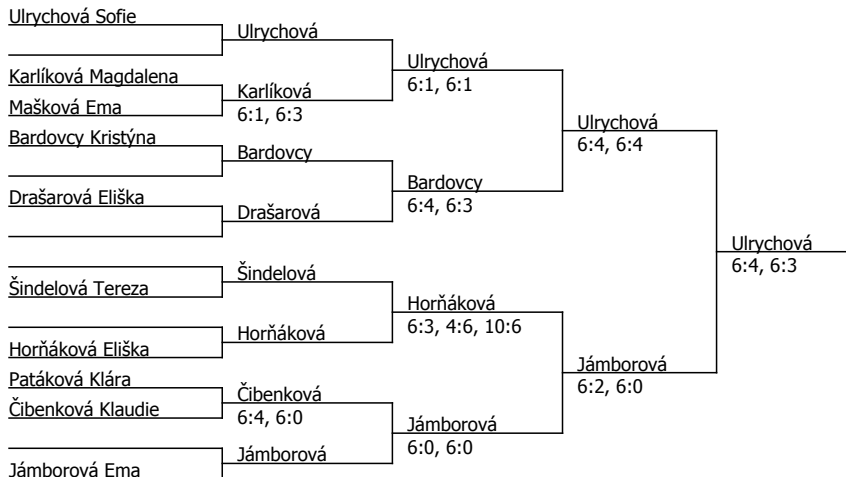 Ulrychová Sofie
Karlíková Magdalena
Mašková Ema
Bardovcy Kristýna
Drašarová Eliška
Šindelová Tereza
Horňáková Eliška
Patáková Klára
Čibenková Klaudie
Jámborová Ema
Ulrychová
Karlíková
6:1, 6:3
Bardovcy
Drašarová
Šindelová
Horňáková
Čibenková
6:4, 6:0
Jámborová
Ulrychová
6:1, 6:1
Bardovcy
6:4, 6:3
Horňáková
6:3, 4:6, 10:6
Jámborová
6:0, 6:0
Ulrychová
6:4, 6:4
Jámborová
6:2, 6:0
Ulrychová
6:4, 6:3